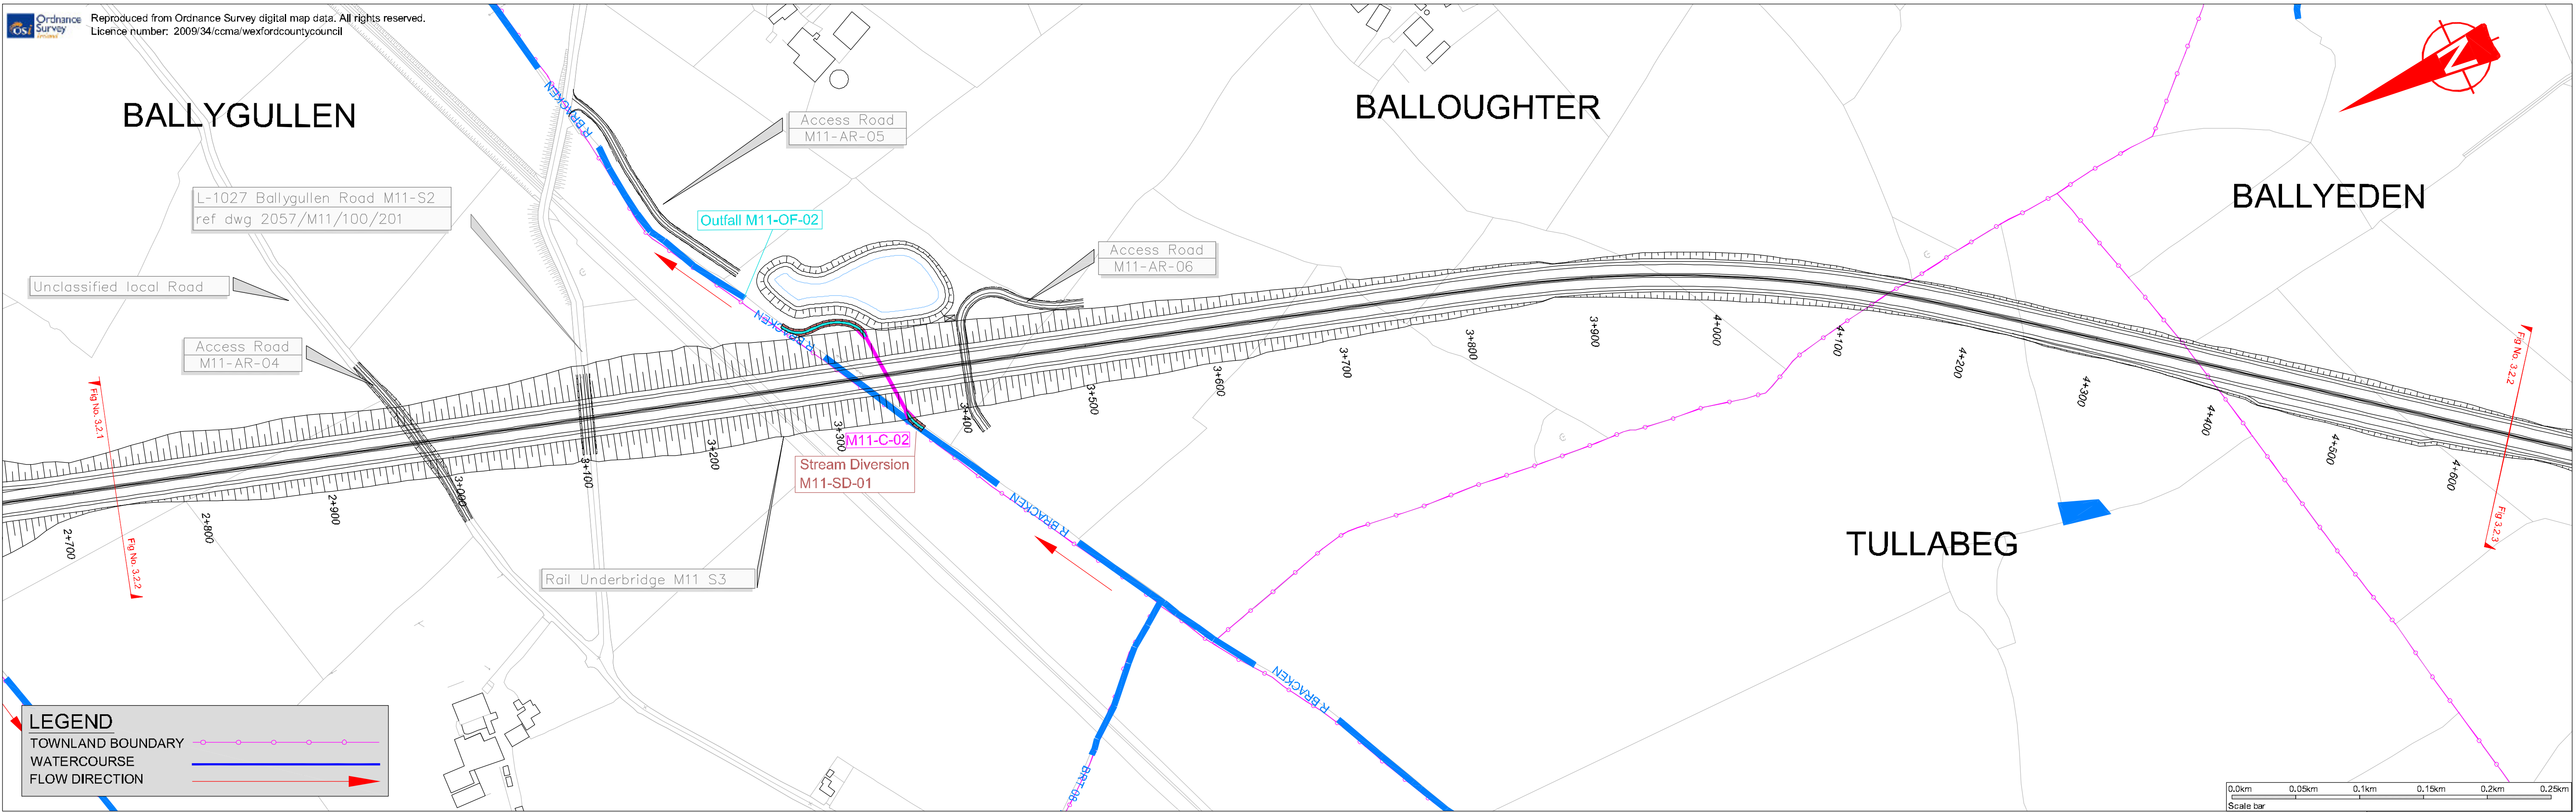 Ordnance
Survey
Ireland
OSi
Reproduced from Ordnance Survey digital map data. All rights reserved.
Licence number: 2009/34/ccma/wexfordcountycouncil
BALLYGULLEN
BALLOUGHTER
BALLYEDEN
TULLABEG
N
R BRACKEN
Access Road
M11-AR-05
L-1027 Ballygullen Road M11-S2
ref dwg 2057/M11/100/201
Outfall M11-OF-02
Access Road
M11-AR-06
Unclassified local Road
Access Road
M11-AR-04
R BRACKEN
M11-C-02
Stream Diversion
M11-SD-01
Rail Underbridge M11 S3
R BRACKEN
R BRACKEN
BRT-08
Fig No. 3.2.1
Fig No. 3.2.2
2+700
2+800
2+900
3+000
3+100
3+200
3+300
3+400
3+500
3+600
3+700
3+800
3+900
4+000
4+100
4+200
4+300
4+400
4+500
4+600
Fig No. 3.2.2
Fig 3.2.3
LEGEND
TOWNLAND BOUNDARY
WATERCOURSE
FLOW DIRECTION
0.0km 0.05km 0.1km 0.15km 0.2km 0.25km
Scale bar